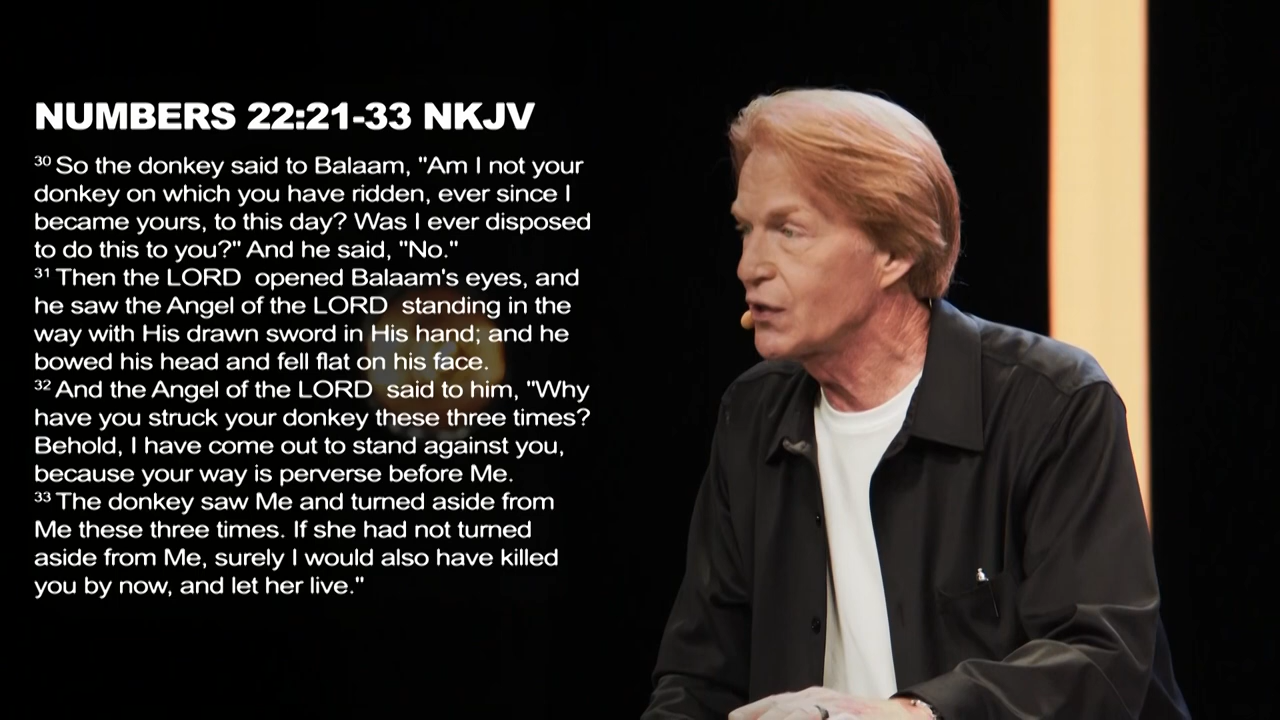 NUMBERS 22:21-33 NKJV
30 So the donkey said to Balaam, "Am I not your
donkey on which you have ridden, ever since I
became yours, to this day? Was I ever disposed
to do this to you?" And he said, "No."
31 Then the LORD opened Balaam's eyes, and
he saw the Angel of the LORD standing in the
way with His drawn sword in His hand; and he
bowed his head and fell flat on his face.
32 And the Angel of the LORD said to him, "Why
have you struck your donkey these three times?
Behold, I have come out to stand against you,
because your way is perverse before Me.
33 The donkey saw Me and turned aside from
Me these three times. If she had not turned
aside from Me, surely I would also have killed
you by now, and let her live."